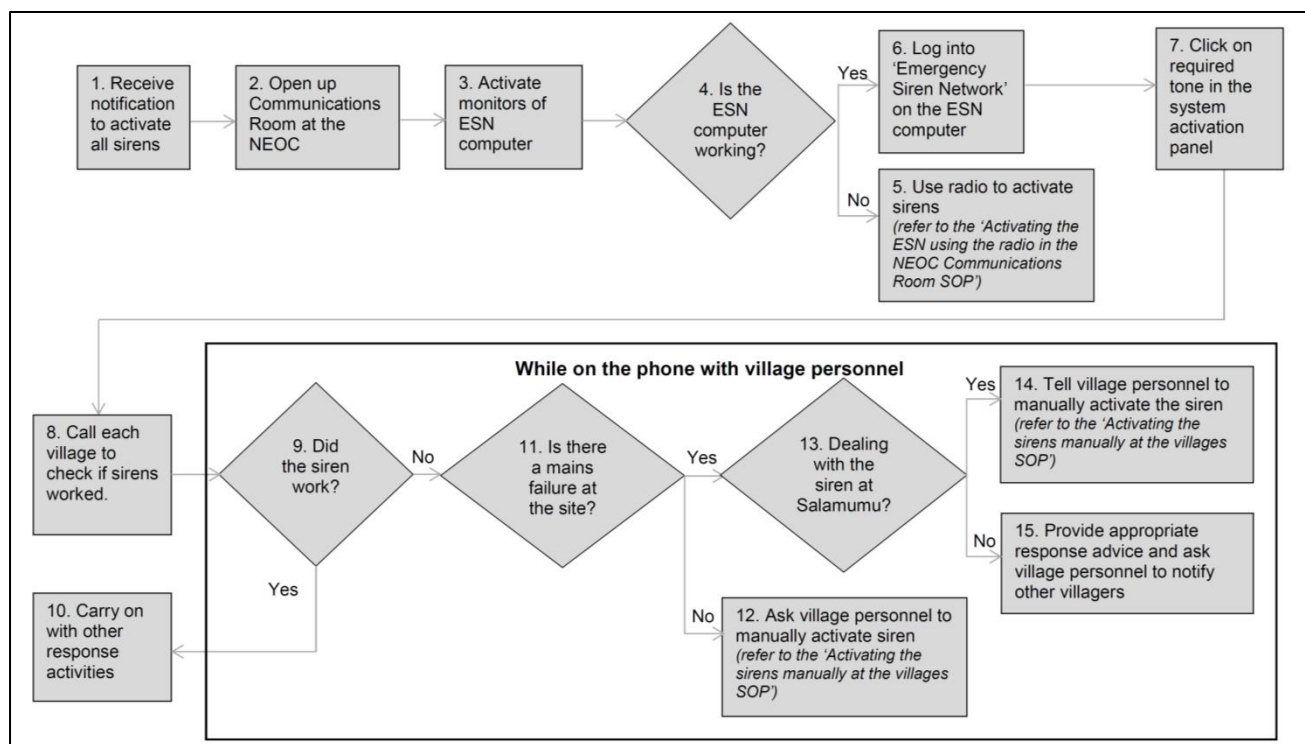 1. Receive
notification
to activate
all sirens
2. Open up
Communications
Room at the
NEOC
3. Activate
monitors of
ESN
computer
4. Is the
ESN
computer
working?
Yes
6. Log into
‘Emergency
Siren Network’
on the ESN
computer
7. Click on
required
tone in the
system
activation
panel
No
5. Use radio to activate
sirens
(refer to the ‘Activating the
ESN using the radio in the
NEOC Communications
Room SOP’)
While on the phone with village personnel
8. Call each
village to
check if sirens
worked.
9. Did
the siren
work?
No
11. Is there
a mains
failure at
the site?
Yes
13. Dealing
with the
siren at
Salamumu?
Yes
14. Tell village personnel to
manually activate the siren
(refer to the ‘Activating the
sirens manually at the villages
SOP’)
No
15. Provide appropriate
response advice and ask
village personnel to notify
other villagers
Yes
10. Carry on
with other
response
activities
No
12. Ask village personnel to
manually activate siren
(refer to the ‘Activating the
sirens manually at the villages
SOP’)